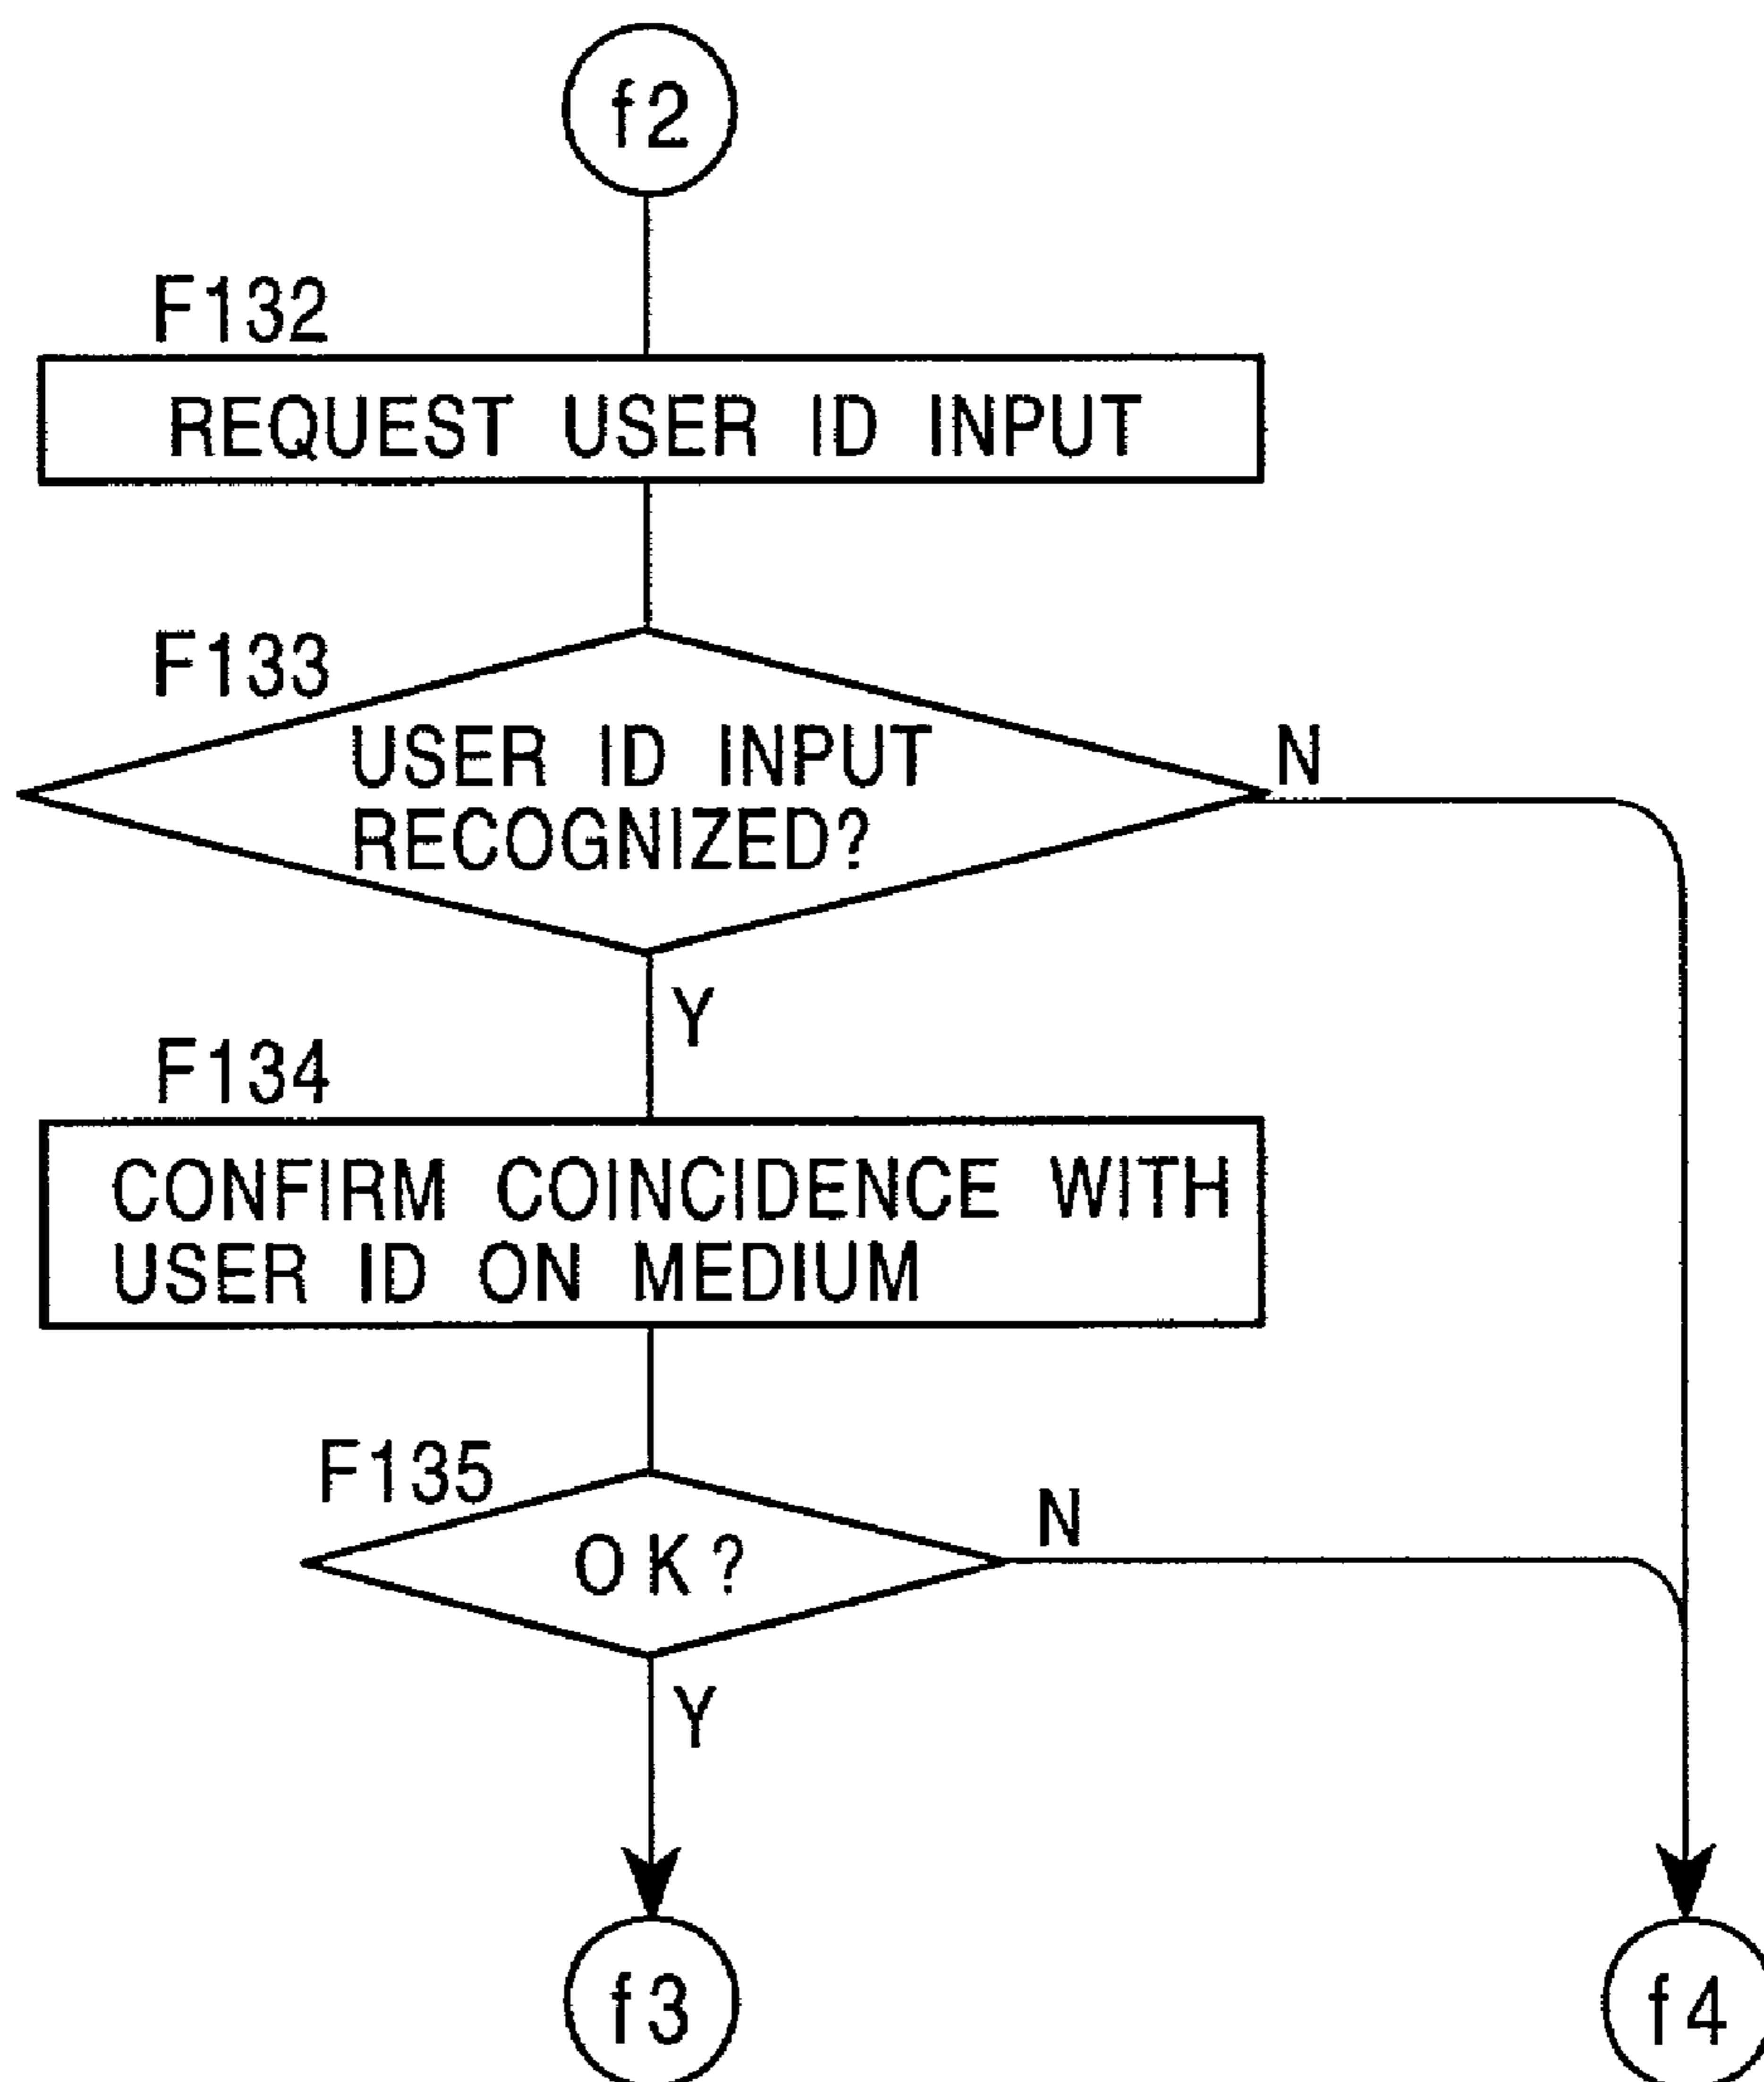 f2
F132
REQUEST USER ID INPUT
F133
USER ID INPUT
RECOGNIZED?
N
Y
F134
CONFIRM COINCIDENCE WITH
USER ID ON MEDIUM
F135
OK?
N
Y
f3
f4